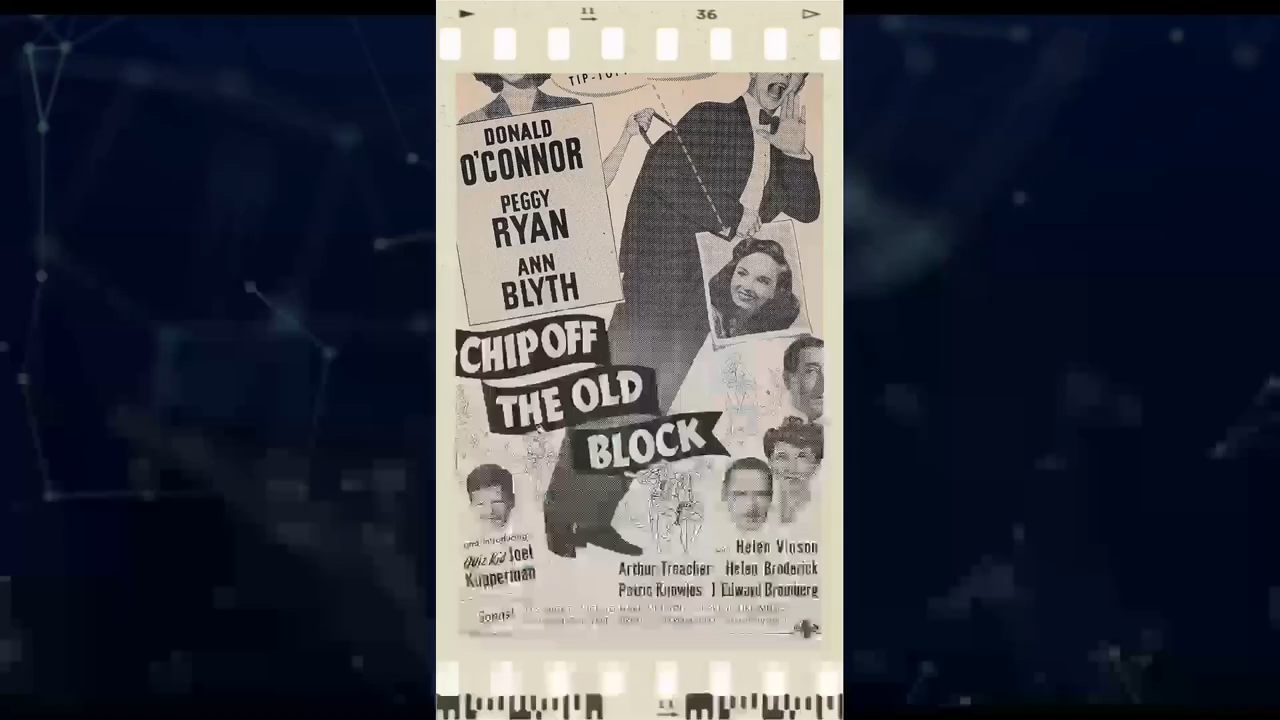 11 36
TIP-TOP
DONALD
O'CONNOR
PEGGY
RYAN
ANN
BLYTH
CHIP OFF
THE OLD
BLOCK
and introducing
Quiz Kid Joel
Kupperman
Helen Vinson
Arthur Treacher Helen Broderick
Patric Knowles J Edward Bromberg
Songs!
11